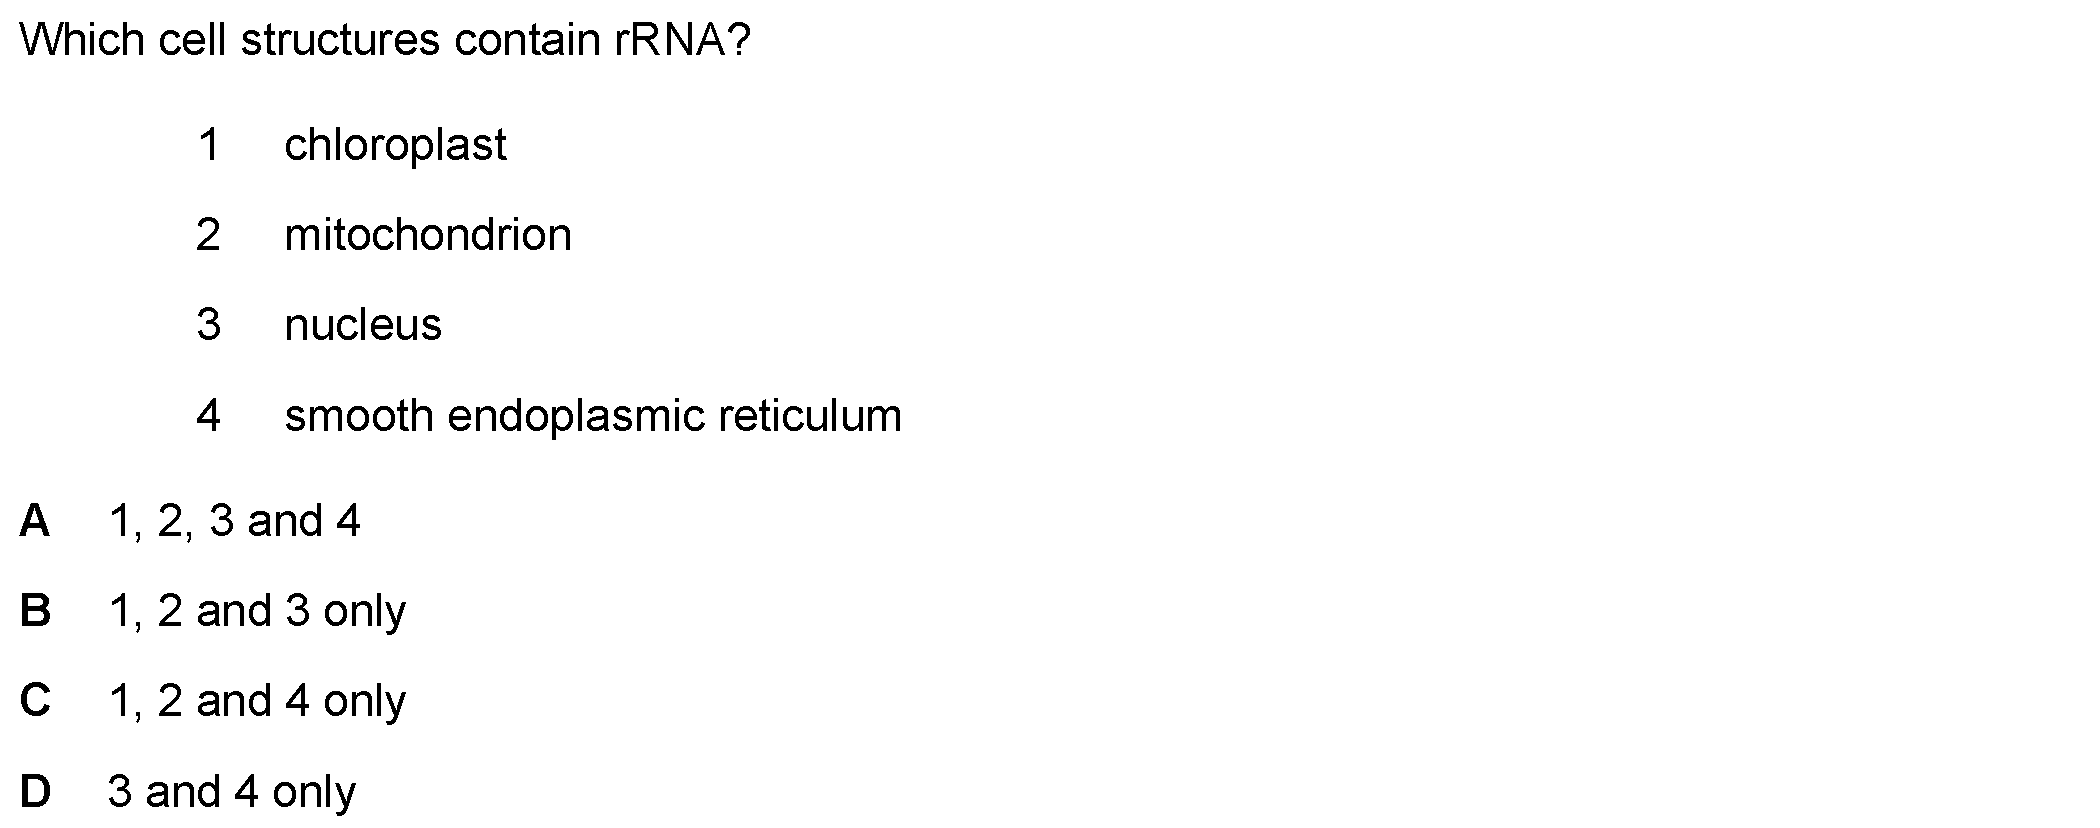 Which cell structures contain rRNA?
1 chloroplast
2 mitochondrion
3 nucleus
4 smooth endoplasmic reticulum
A 1, 2, 3 and 4
B 1, 2 and 3 only
C 1, 2 and 4 only
D 3 and 4 only